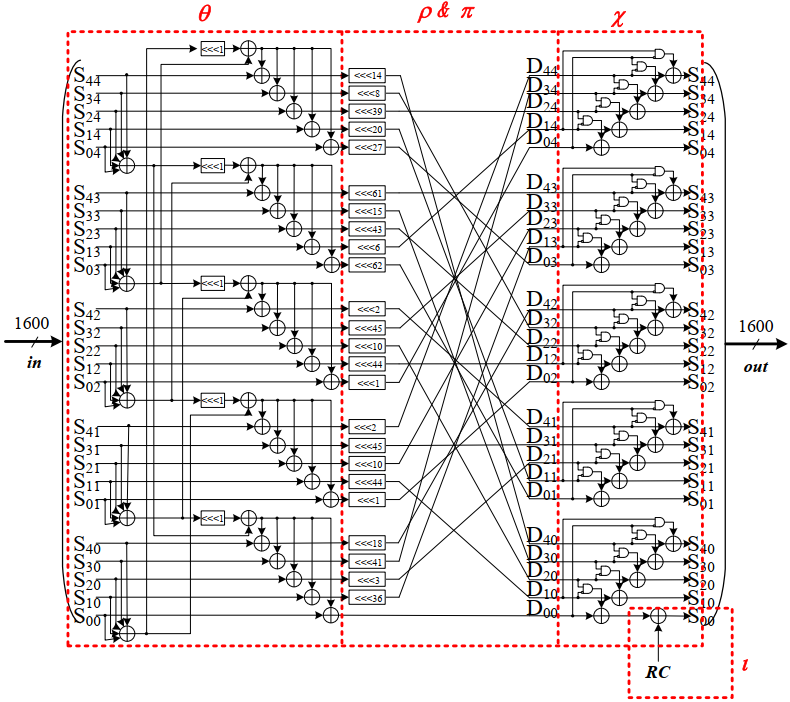 θ ρ & π χ
<<<1
S44 <<<14 D44 S44
S34 <<<8 D34 S34
S24 <<<39 D24 S24
S14 <<<20 D14 S14
S04 <<<27 D04 S04
<<<1
S43 <<<61 D43 S43
S33 <<<15 D33 S33
S23 <<<43 D23 S23
S13 <<<6 D13 S13
S03 <<<62 D03 S03
<<<1
S42 <<<2 D42 S42
1600 S32 <<<45 D32 S32 1600
S22 <<<10 D22 S22
in S12 <<<44 D12 S12 out
S02 <<<1 D02 S02
<<<1
S41 <<<2 D41 S41
S31 <<<45 D31 S31
S21 <<<10 D21 S21
S11 <<<44 D11 S11
S01 <<<1 D01 S01
<<<1
S40 <<<18 D40 S40
S30 <<<41 D30 S30
S20 <<<3 D20 S20
S10 <<<36 D10 S10
S00 D00 S00
RC ι